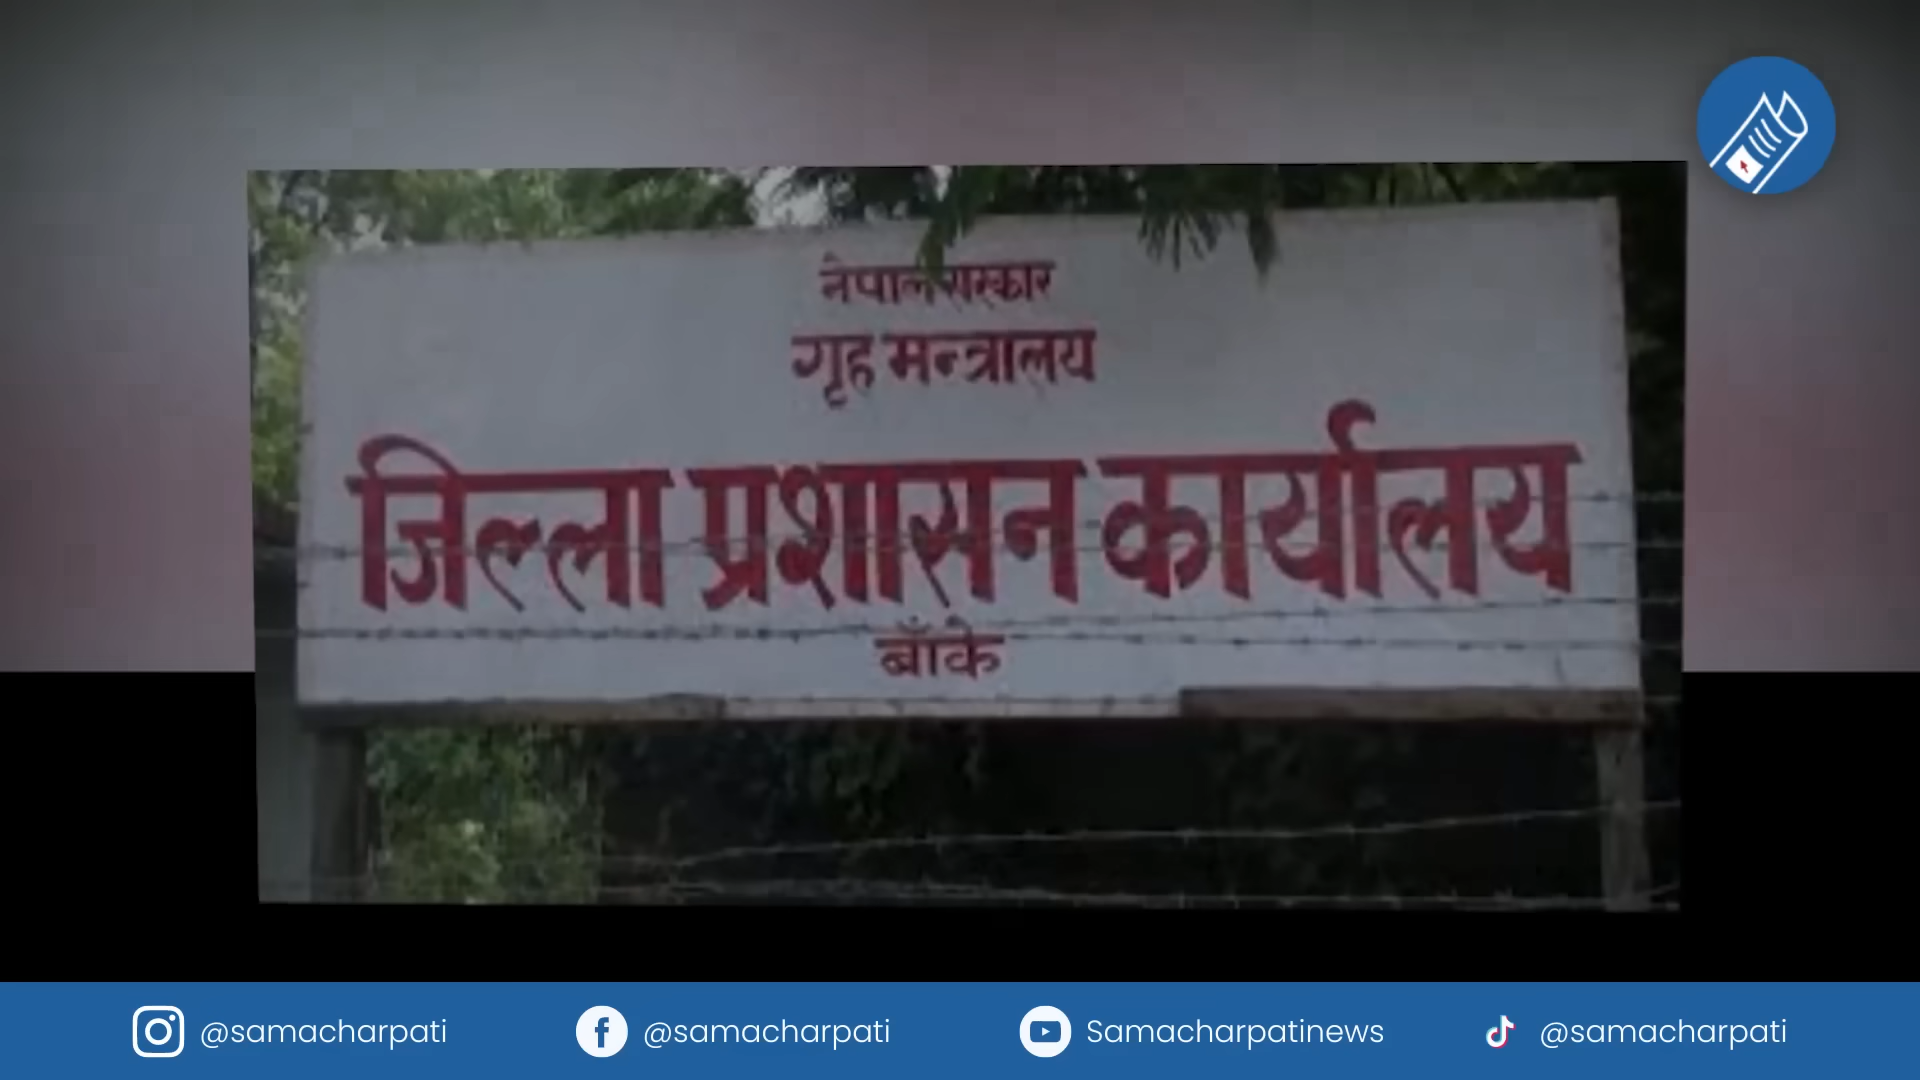 नेपाल सरकार
गृह मन्त्रालय
जिल्ला प्रशासन कार्यालय
बाँके
@samacharpati
@samacharpati
Samacharpatinews
@samacharpati